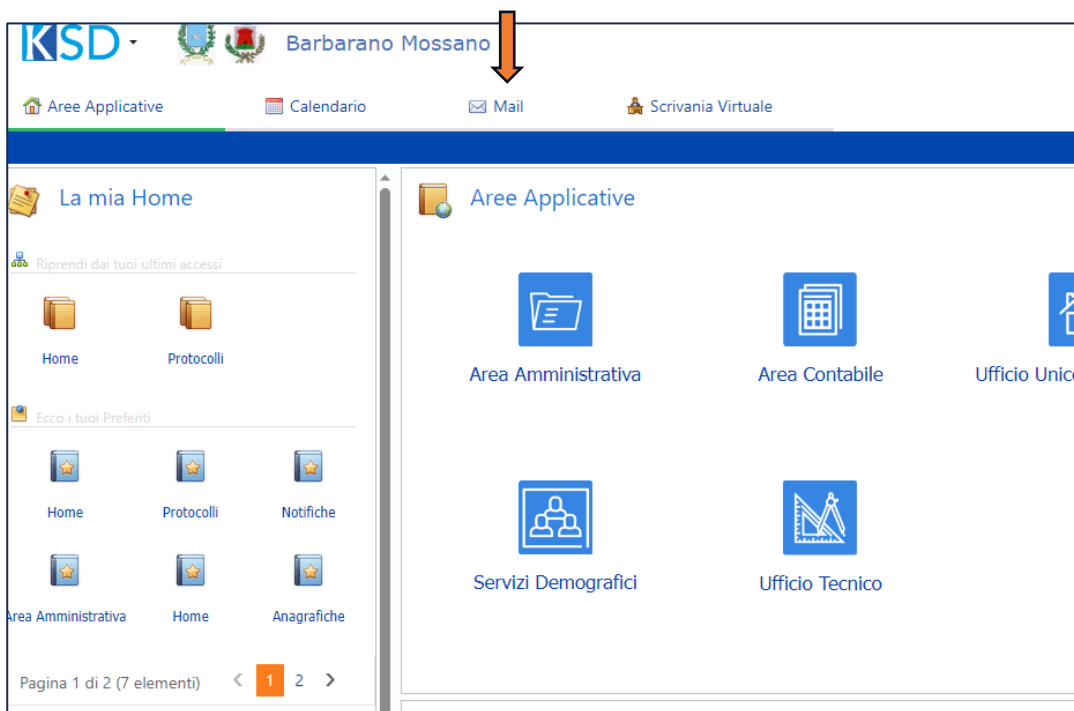 KSD
Barbarano Mossano
Aree Applicative
Calendario
Mail
Scrivania Virtuale
La mia Home
Riprendi dai tuoi ultimi accessi
Home
Protocolli
Ecco i tuoi Preferiti
Home
Protocolli
Notifiche
Area Amministrativa
Home
Anagrafiche
Pagina 1 di 2 (7 elementi)
1
2
Aree Applicative
Area Amministrativa
Area Contabile
Ufficio Unico
Servizi Demografici
Ufficio Tecnico